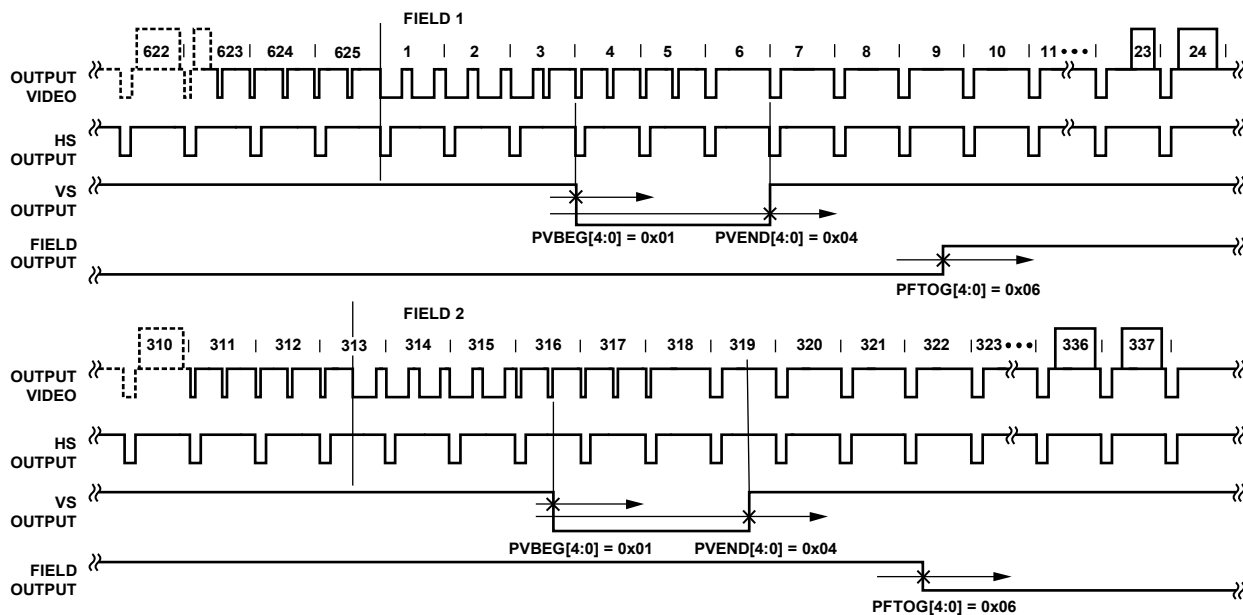 FIELD 1
622 623 624 625 1 2 3 4 5 6 7 8 9 10 11 ••• 23 24
OUTPUT
VIDEO
HS
OUTPUT
VS
OUTPUT
PVBEG[4:0] = 0x01 PVEND[4:0] = 0x04
FIELD
OUTPUT
PFTOG[4:0] = 0x06
FIELD 2
310 311 312 313 314 315 316 317 318 319 320 321 322 323 ••• 336 337
OUTPUT
VIDEO
HS
OUTPUT
VS
OUTPUT
PVBEG[4:0] = 0x01 PVEND[4:0] = 0x04
FIELD
OUTPUT
PFTOG[4:0] = 0x06